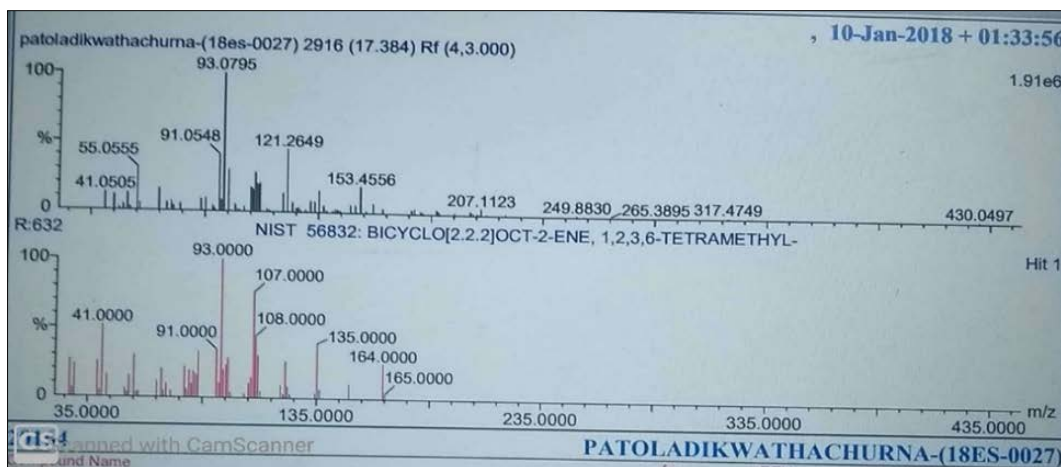 , 10-Jan-2018 + 01:33:56
patoladikwathachurna-(18es-0027) 2916 (17.384) Rf (4,3.000)
1.91e6
100
%
0
93.0795
55.0555
91.0548
121.2649
41.0505
153.4556
207.1123
249.8830
265.3895
317.4749
430.0497
R:632
NIST 56832: BICYCLO[2.2.2]OCT-2-ENE, 1,2,3,6-TETRAMETHYL-
Hit 1
100
%
0
93.0000
107.0000
41.0000
91.0000
108.0000
135.0000
164.0000
165.0000
35.0000
135.0000
235.0000
335.0000
435.0000
m/z
CS
Scanned with CamScanner
PATOLADIKWATHACHURNA-(18ES-0027)
Name